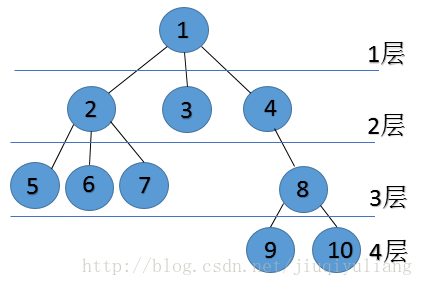 1
1层
2 3 4
2层
5 6 7 8
3层
9 10 4层
http://blog.csdn.net/jiuqiyuliang